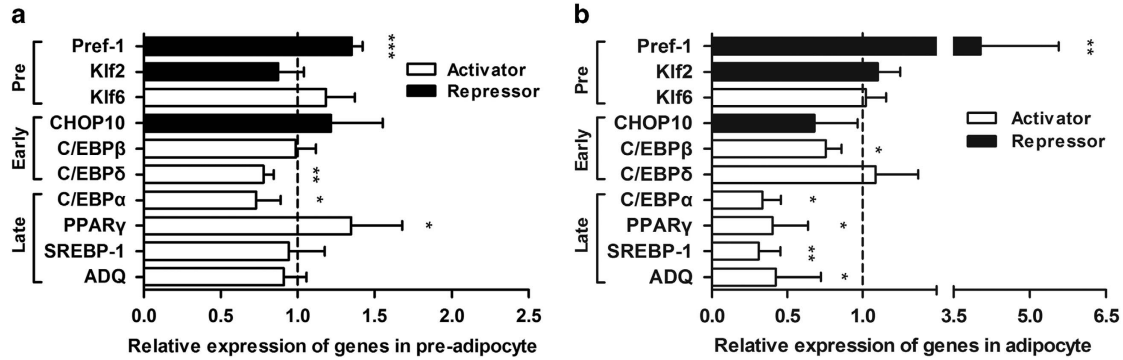 a
Pre
Early
Late
Pref-1
Klf2
Klf6
CHOP10
C/EBPβ
C/EBPδ
C/EBPα
PPARγ
SREBP-1
ADQ
***
**
*
*
Activator
Repressor
0.0 0.5 1.0 1.5 2.0 2.5
Relative expression of genes in pre-adipocyte
b
Pre
Early
Late
Pref-1
Klf2
Klf6
CHOP10
C/EBPβ
C/EBPδ
C/EBPα
PPARγ
SREBP-1
ADQ
**
*
*
*
**
*
Activator
Repressor
0.0 0.5 1.0 3.5 5.0 6.5
Relative expression of genes in adipocyte